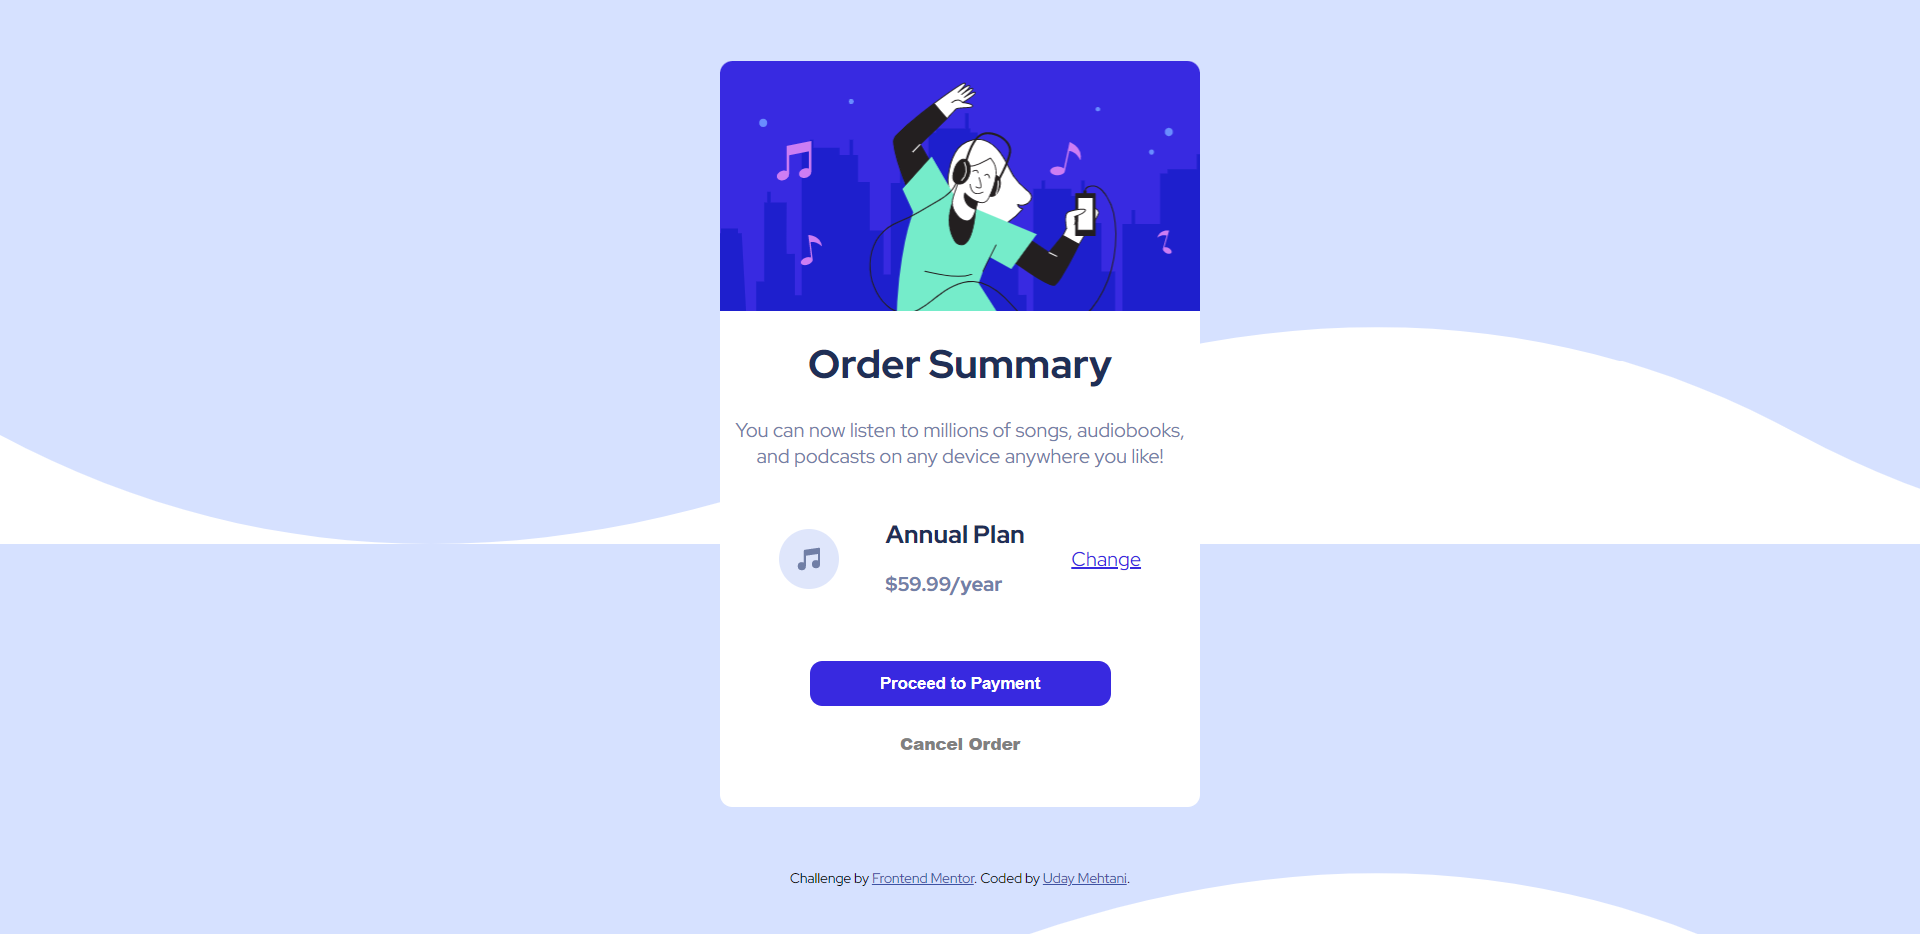 Order Summary
You can now listen to millions of songs, audiobooks,
and podcasts on any device anywhere you like!
Annual Plan
Change
$59.99/year
Proceed to Payment
Cancel Order
Challenge by Frontend Mentor. Coded by Uday Mehtani.